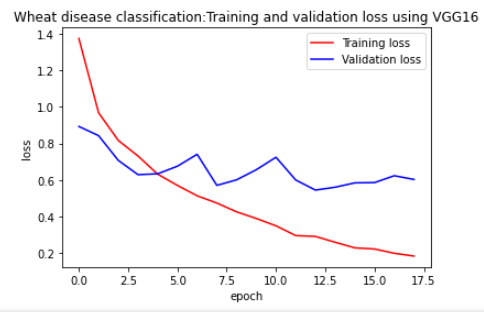 Wheat disease classification:Training and validation loss using VGG16
1.4
1.2
1.0
0.8
0.6
0.4
0.2
loss
Training loss
Validation loss
0.0 2.5 5.0 7.5 10.0 12.5 15.0 17.5
epoch